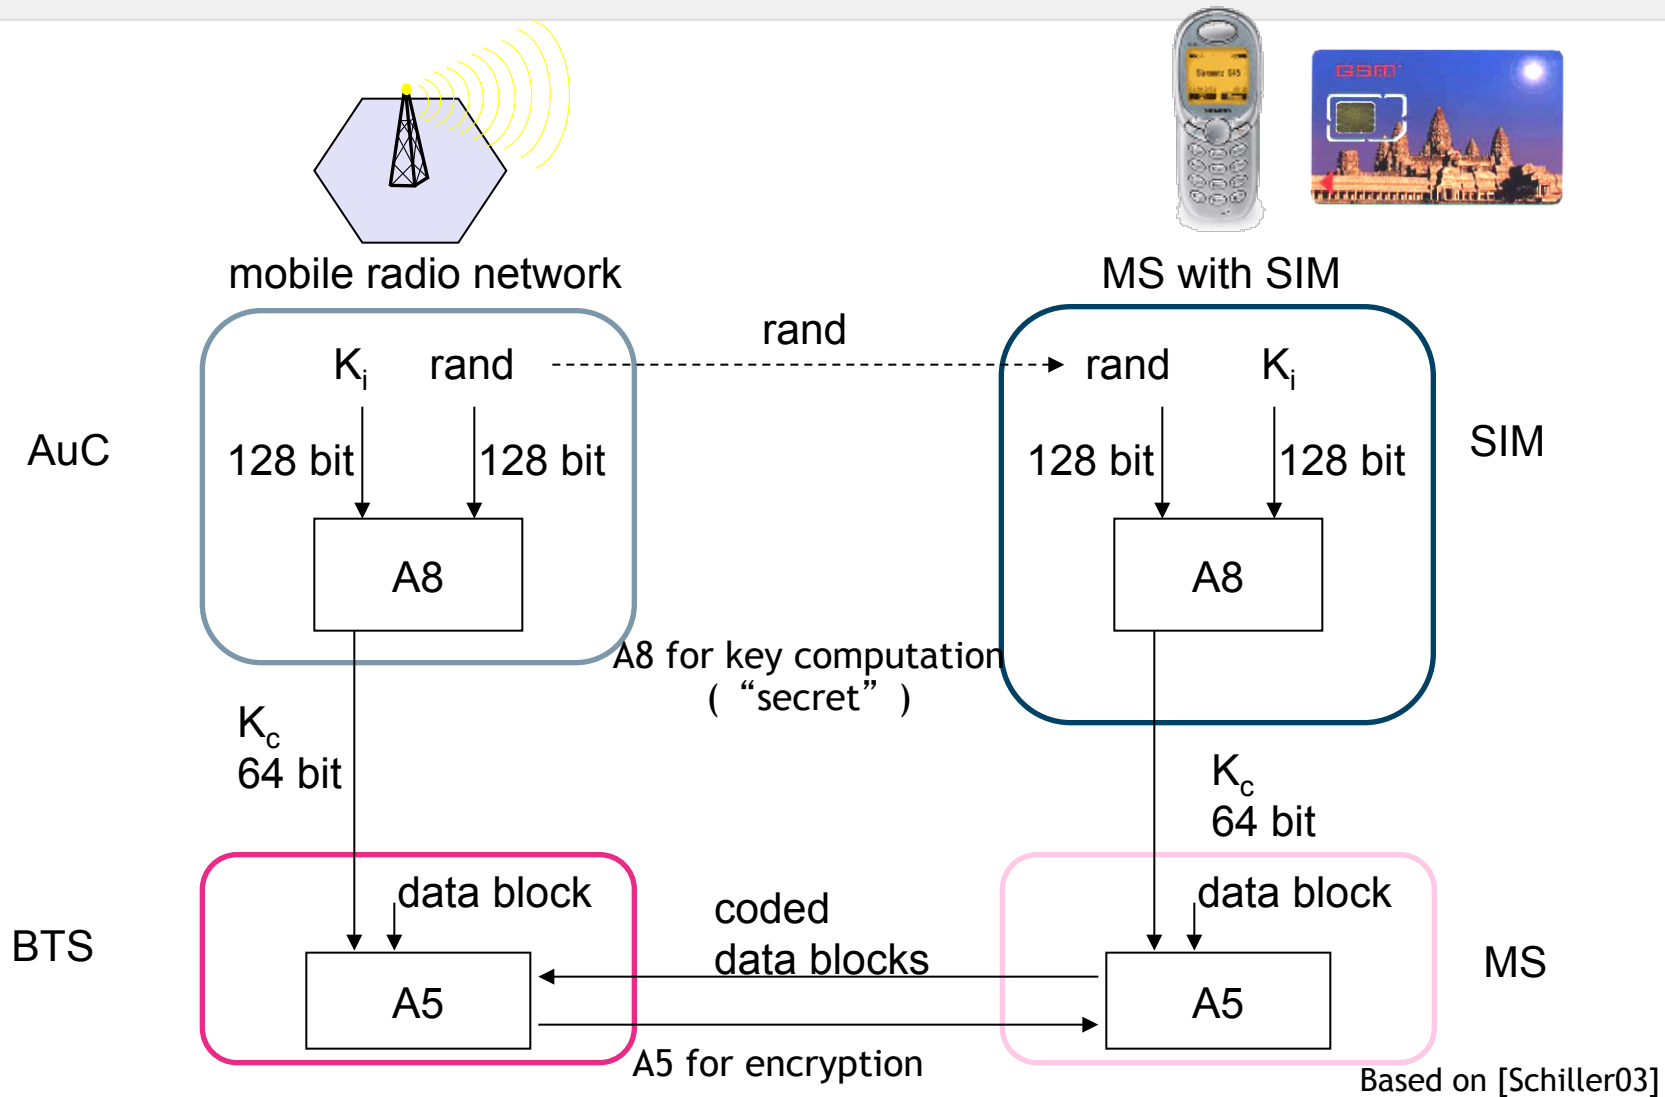 GSM
mobile radio network
MS with SIM
rand
Ki rand
rand Ki
AuC
128 bit 128 bit
128 bit 128 bit
SIM
A8
A8
A8 for key computation
( “secret” )
Kc
64 bit
Kc
64 bit
data block
data block
coded
data blocks
BTS
MS
A5
A5
A5 for encryption
Based on [Schiller03]